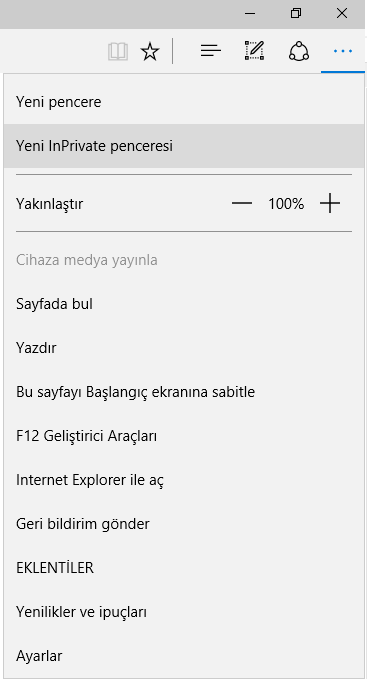 Yeni pencere
Yeni InPrivate penceresi
Yakınlaştır 100%
Cihaza medya yayınla
Sayfada bul
Yazdır
Bu sayfayı Başlangıç ekranına sabitle
F12 Geliştirici Araçları
Internet Explorer ile aç
Geri bildirim gönder
EKLENTİLER
Yenilikler ve ipuçları
Ayarlar